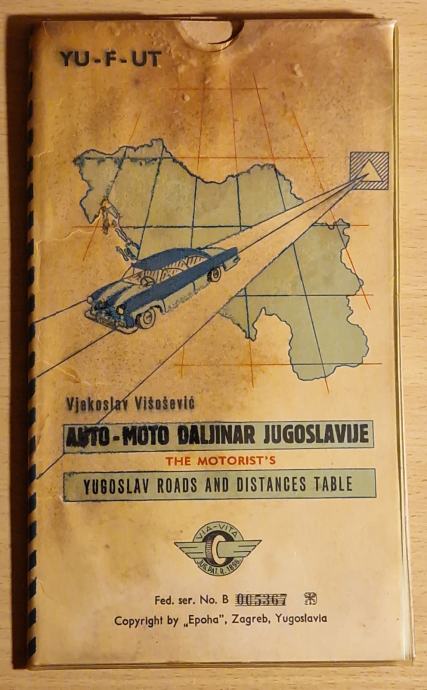 YU-F-UT
Vjekoslav Višošević
AUTO-MOTO DALJINAR JUGOSLAVIJE
THE MOTORIST'S
YUGOSLAV ROADS AND DISTANCES TABLE
VIA-VITA
Fed. ser. No. B 005367
Copyright by „Epoha", Zagreb, Yugoslavia